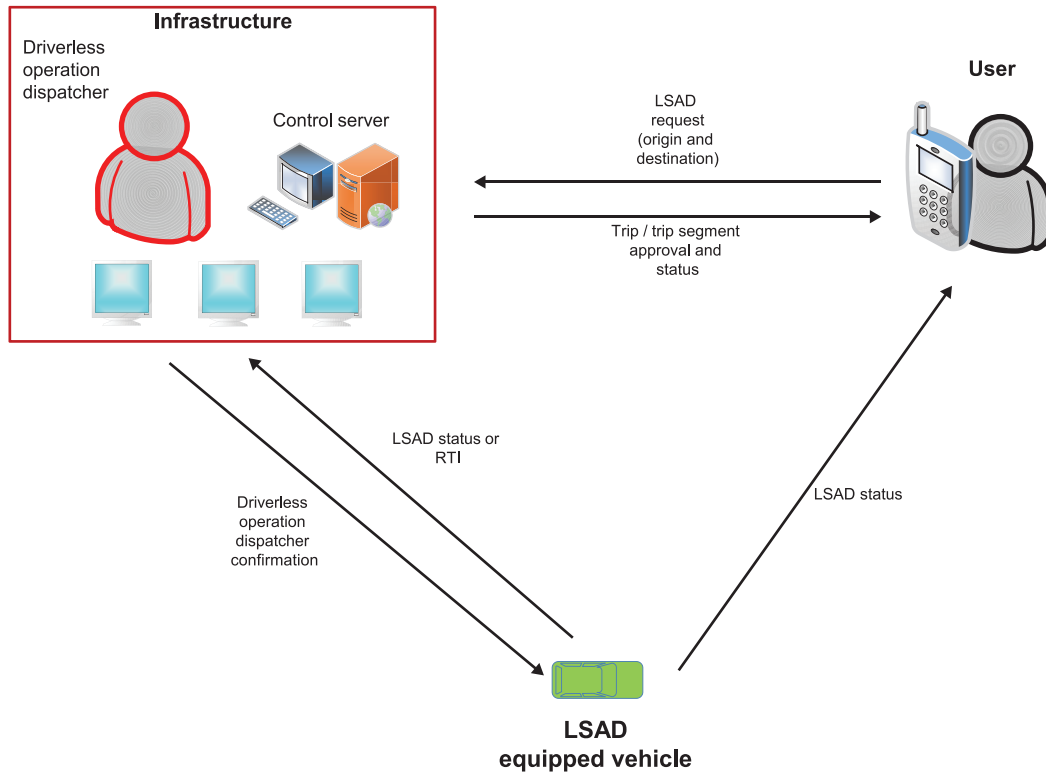 Infrastructure
Driverless
operation
dispatcher
Control server
User
LSAD
request
(origin and
destination)
Trip / trip segment
approval and
status
LSAD status or
RTI
Driverless
operation
dispatcher
confirmation
LSAD status
LSAD
equipped vehicle